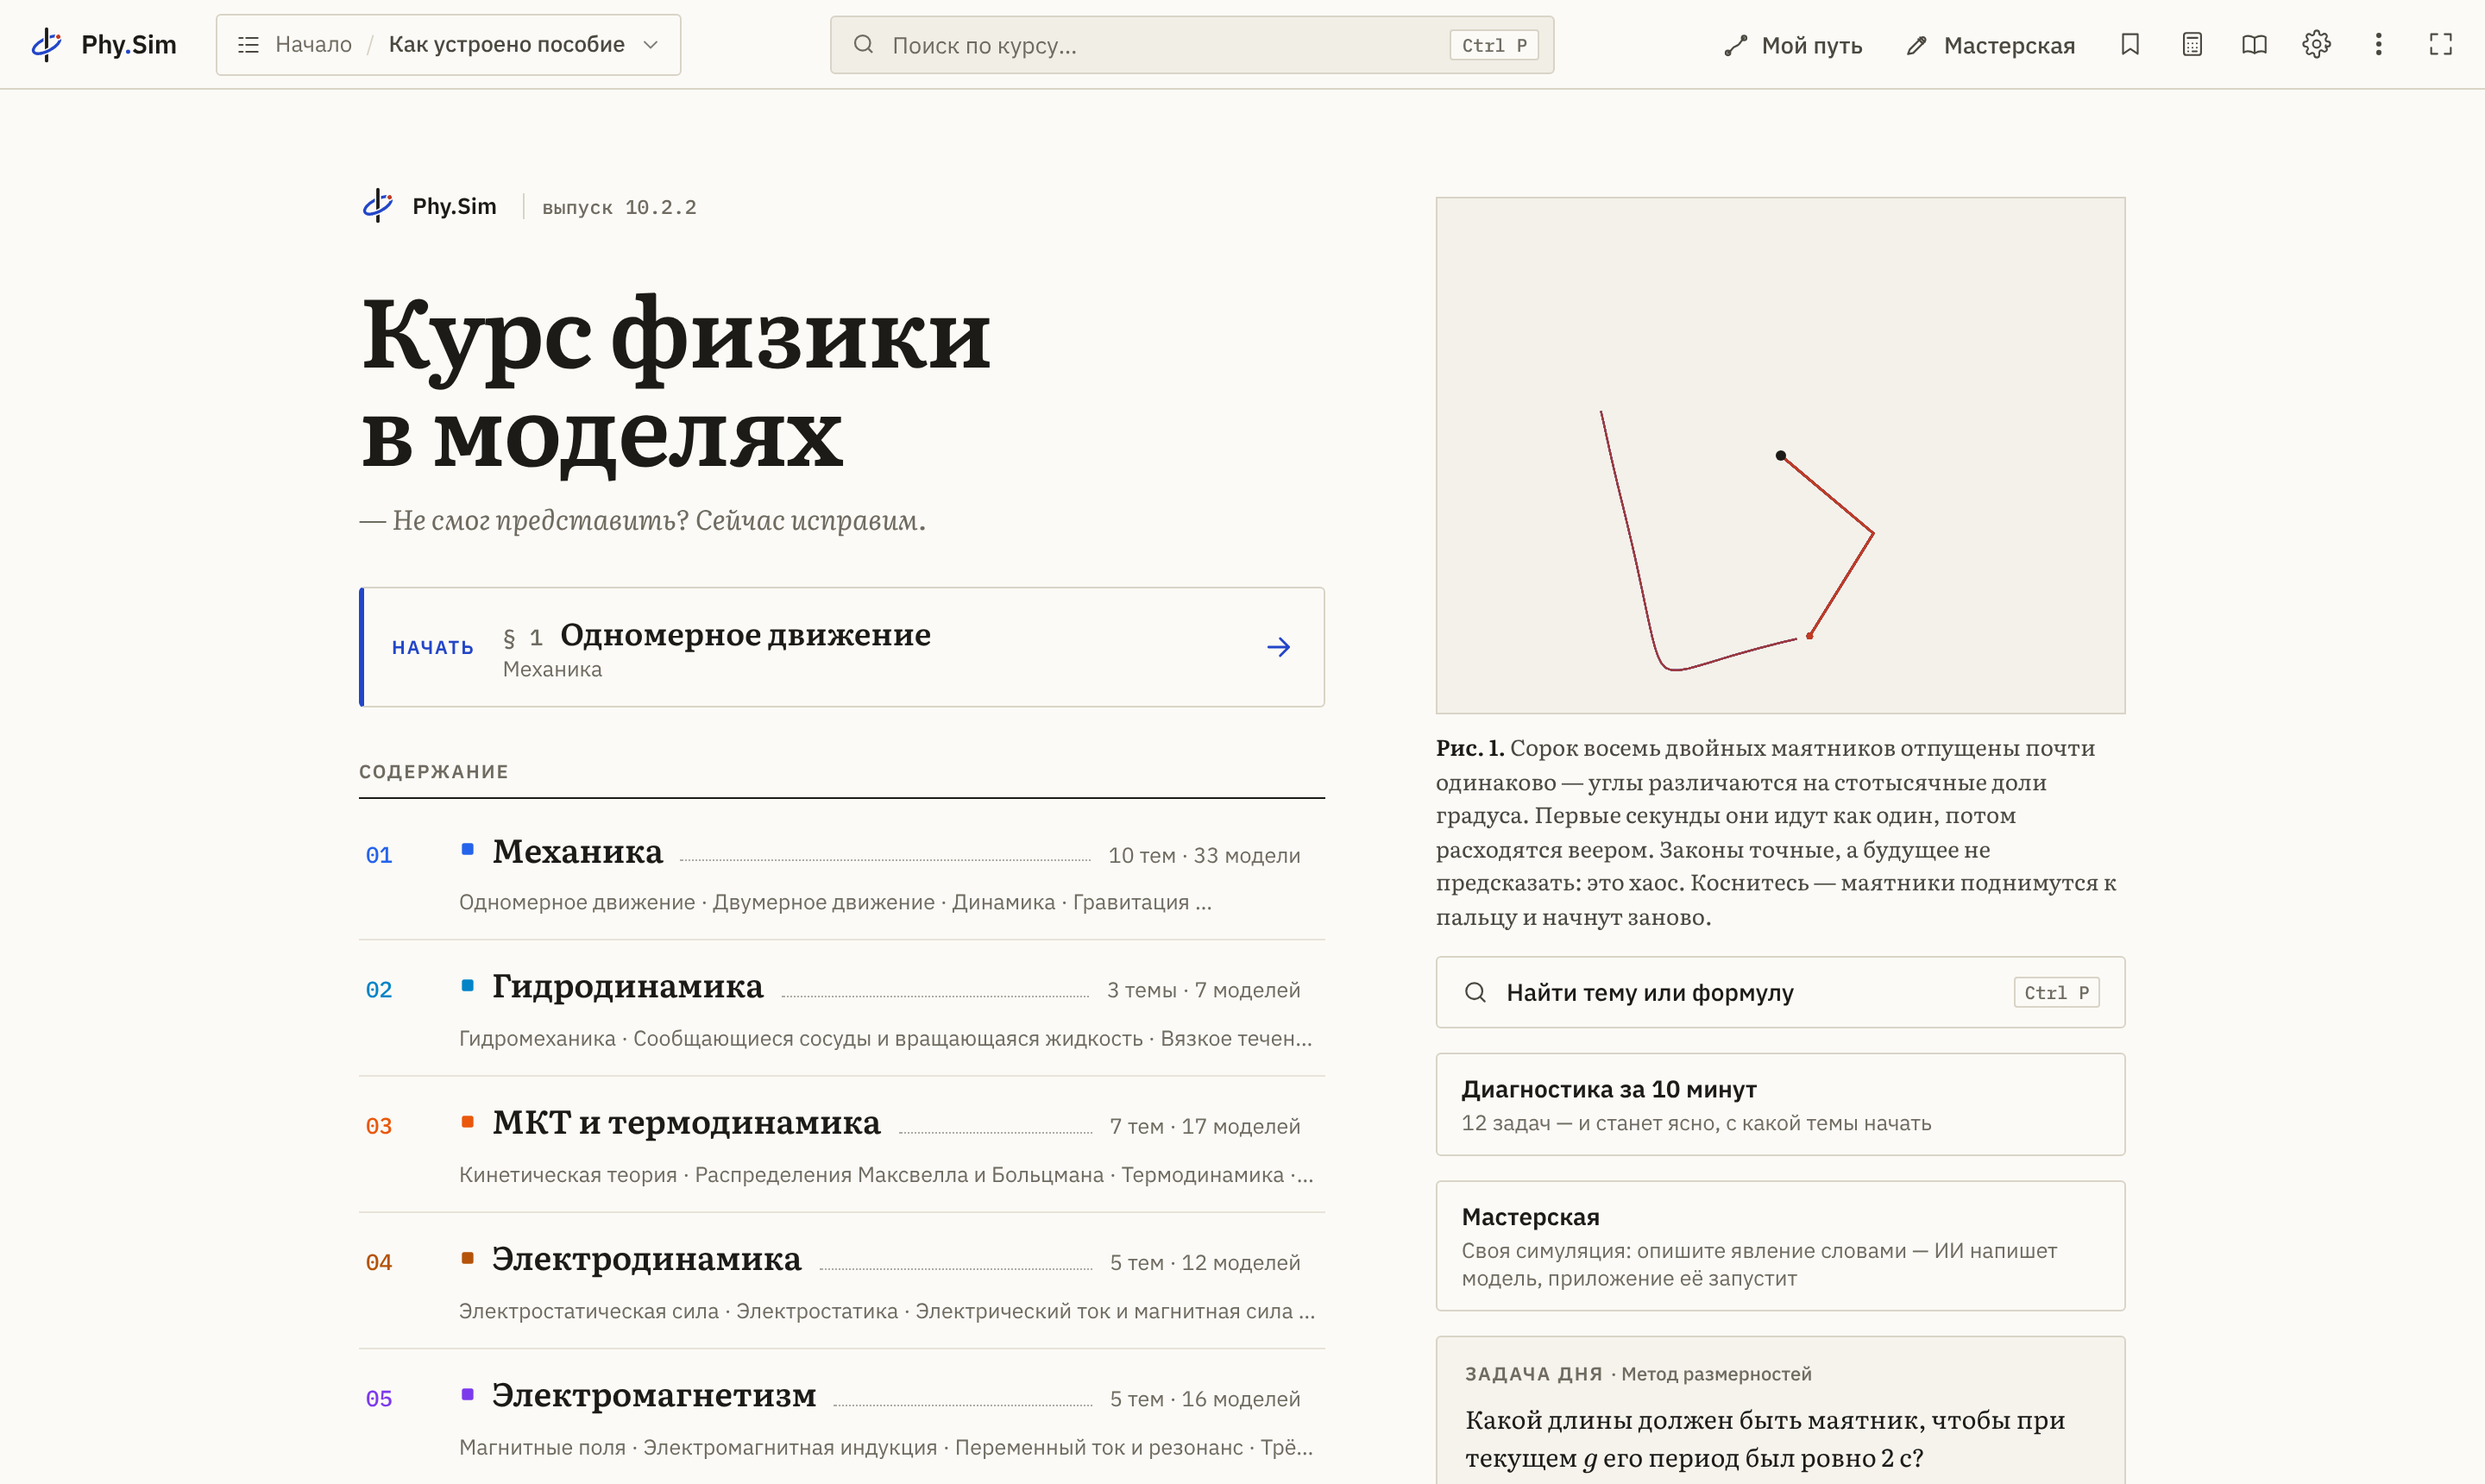 Phy.Sim
Начало / Как устроено пособие
Поиск по курсу...
Ctrl P
Мой путь
Мастерская
Phy.Sim
выпуск 10.2.2
Курс физики
в моделях
— Не смог представить? Сейчас исправим.
НАЧАТЬ
§ 1 Одномерное движение
Механика
СОДЕРЖАНИЕ
01 Механика 10 тем · 33 модели
Одномерное движение · Двумерное движение · Динамика · Гравитация ...
02 Гидродинамика 3 темы · 7 моделей
Гидромеханика · Сообщающиеся сосуды и вращающаяся жидкость · Вязкое течен...
03 МКТ и термодинамика 7 тем · 17 моделей
Кинетическая теория · Распределения Максвелла и Больцмана · Термодинамика ·...
04 Электродинамика 5 тем · 12 моделей
Электростатическая сила · Электростатика · Электрический ток и магнитная сила ...
05 Электромагнетизм 5 тем · 16 моделей
Магнитные поля · Электромагнитная индукция · Переменный ток и резонанс · Трё...
Рис. 1. Сорок восемь двойных маятников отпущены почти
одинаково — углы различаются на стотысячные доли
градуса. Первые секунды они идут как один, потом
расходятся веером. Законы точные, а будущее не
предсказать: это хаос. Коснитесь — маятники поднимутся к
пальцу и начнут заново.
Найти тему или формулу
Ctrl P
Диагностика за 10 минут
12 задач — и станет ясно, с какой темы начать
Мастерская
Своя симуляция: опишите явление словами — ИИ напишет
модель, приложение её запустит
ЗАДАЧА ДНЯ · Метод размерностей
Какой длины должен быть маятник, чтобы при
текущем g его период был ровно 2 с?